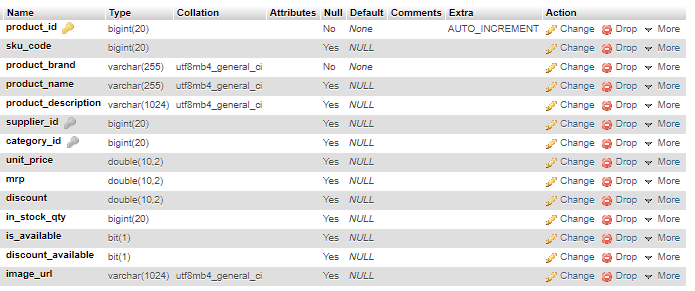 Name Type Collation Attributes Null Default Comments Extra Action
product_id bigint(20) No None AUTO_INCREMENT Change Drop More
sku_code bigint(20) Yes NULL Change Drop More
product_brand varchar(255) utf8mb4_general_ci No None Change Drop More
product_name varchar(255) utf8mb4_general_ci Yes NULL Change Drop More
product_description varchar(1024) utf8mb4_general_ci Yes NULL Change Drop More
supplier_id bigint(20) Yes NULL Change Drop More
category_id bigint(20) Yes NULL Change Drop More
unit_price double(10,2) Yes NULL Change Drop More
mrp double(10,2) Yes NULL Change Drop More
discount double(10,2) Yes NULL Change Drop More
in_stock_qty bigint(20) Yes NULL Change Drop More
is_available bit(1) Yes NULL Change Drop More
discount_available bit(1) Yes NULL Change Drop More
image_url varchar(1024) utf8mb4_general_ci Yes NULL Change Drop More